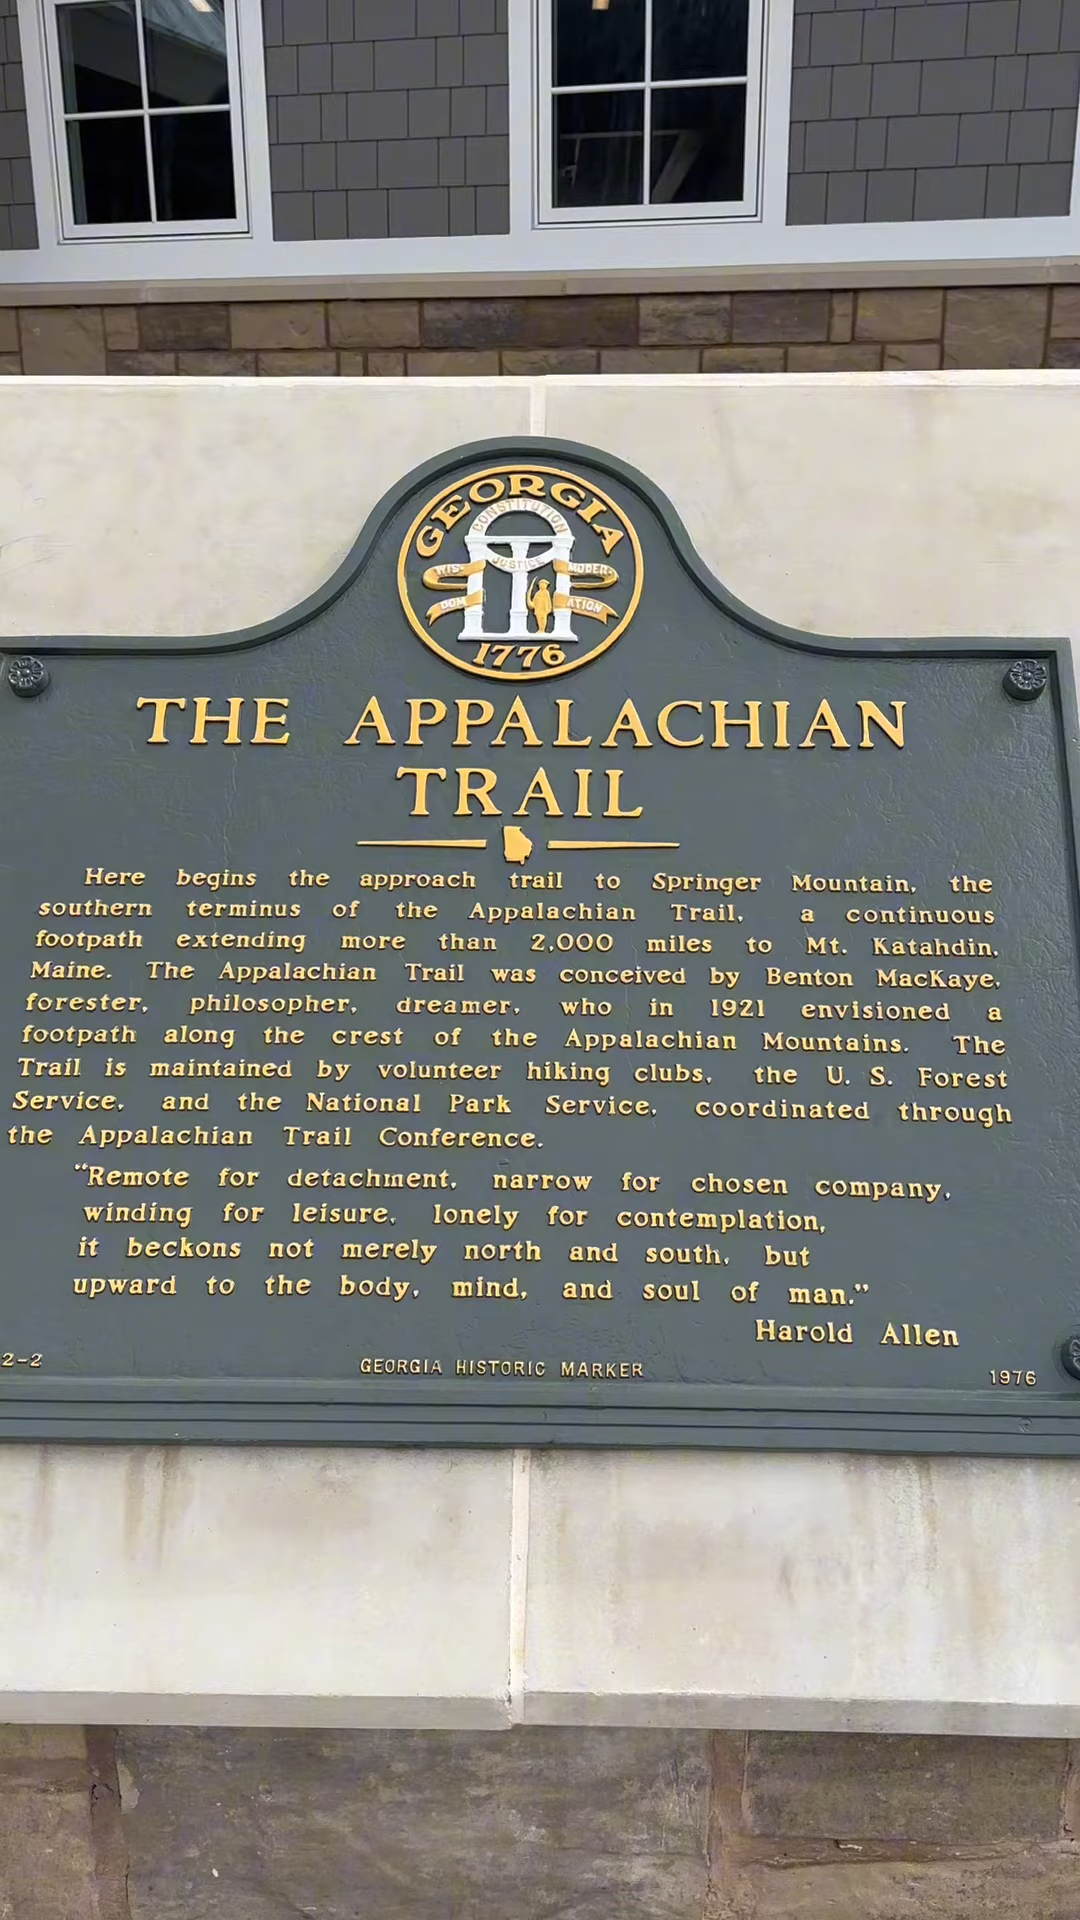 GEORGIA
CONSTITUTION
WIS- JUSTICE MODER-
DOM ATION
1776
THE APPALACHIAN
TRAIL
Here begins the approach trail to Springer Mountain, the
southern terminus of the Appalachian Trail, a continuous
footpath extending more than 2,000 miles to Mt. Katahdin,
Maine. The Appalachian Trail was conceived by Benton MacKaye,
forester, philosopher, dreamer, who in 1921 envisioned a
footpath along the crest of the Appalachian Mountains. The
Trail is maintained by volunteer hiking clubs, the U. S. Forest
Service, and the National Park Service, coordinated through
the Appalachian Trail Conference.
"Remote for detachment, narrow for chosen company,
winding for leisure, lonely for contemplation,
it beckons not merely north and south, but
upward to the body, mind, and soul of man."
Harold Allen
2-2 GEORGIA HISTORIC MARKER 1976